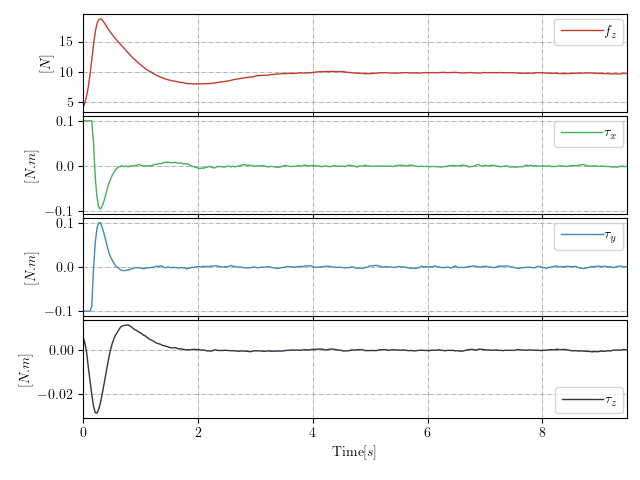 15
10
5
[N]
f_z
0.1
0.0
−0.1
[N.m]
τ_x
0.1
0.0
−0.1
[N.m]
τ_y
0.00
−0.02
[N.m]
τ_z
0 2 4 6 8
Time[s]